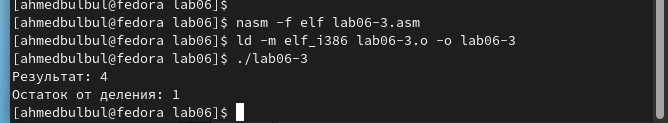 [ahmedbulbul@fedora lab06]$
[ahmedbulbul@fedora lab06]$ nasm -f elf lab06-3.asm
[ahmedbulbul@fedora lab06]$ ld -m elf_i386 lab06-3.o -o lab06-3
[ahmedbulbul@fedora lab06]$ ./lab06-3
Результат: 4
Остаток от деления: 1
[ahmedbulbul@fedora lab06]$